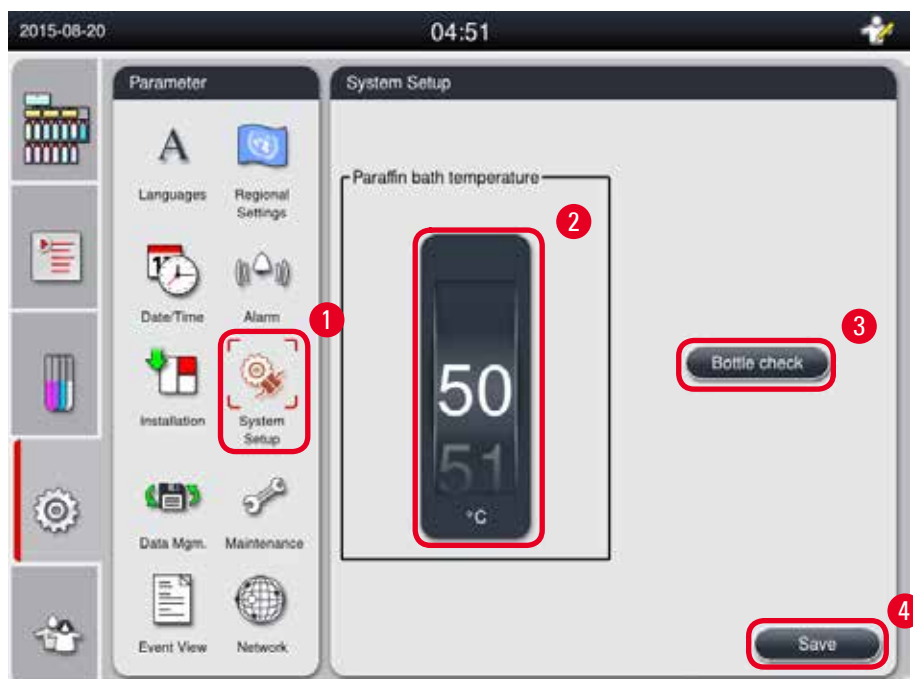 2015-08-20
04:51
Parameter
Languages
Regional
Settings
Date/Time
Alarm
1
Installation
System
Setup
Data Mgm.
Maintenance
Event View
Network
System Setup
Paraffin bath temperature
2
50
51
°C
3
Bottle check
4
Save